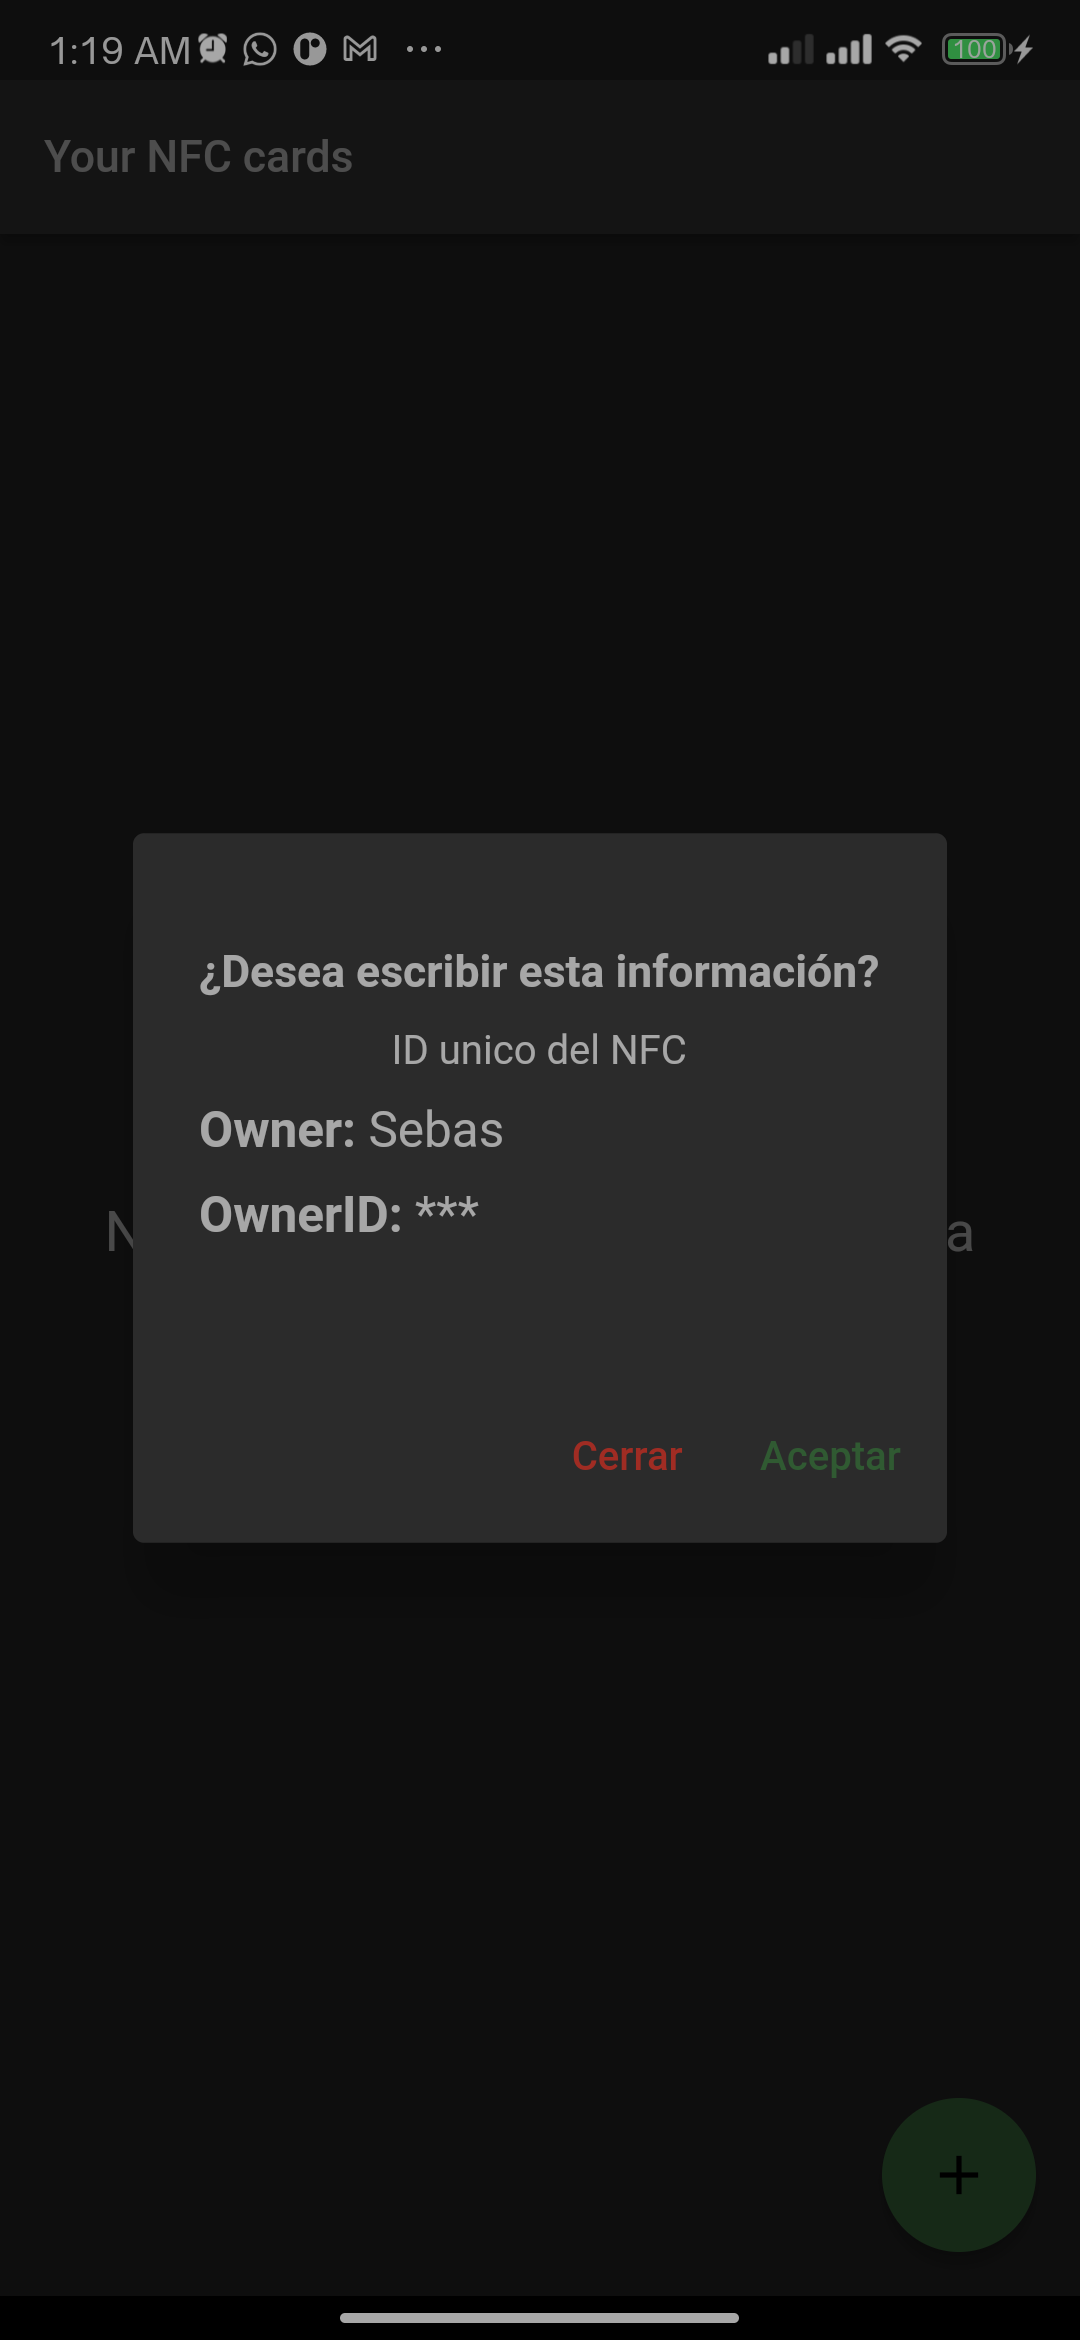 1:19 AM
100
Your NFC cards
¿Desea escribir esta información?
ID unico del NFC
Owner: Sebas
OwnerID: ***
a
Cerrar
Aceptar